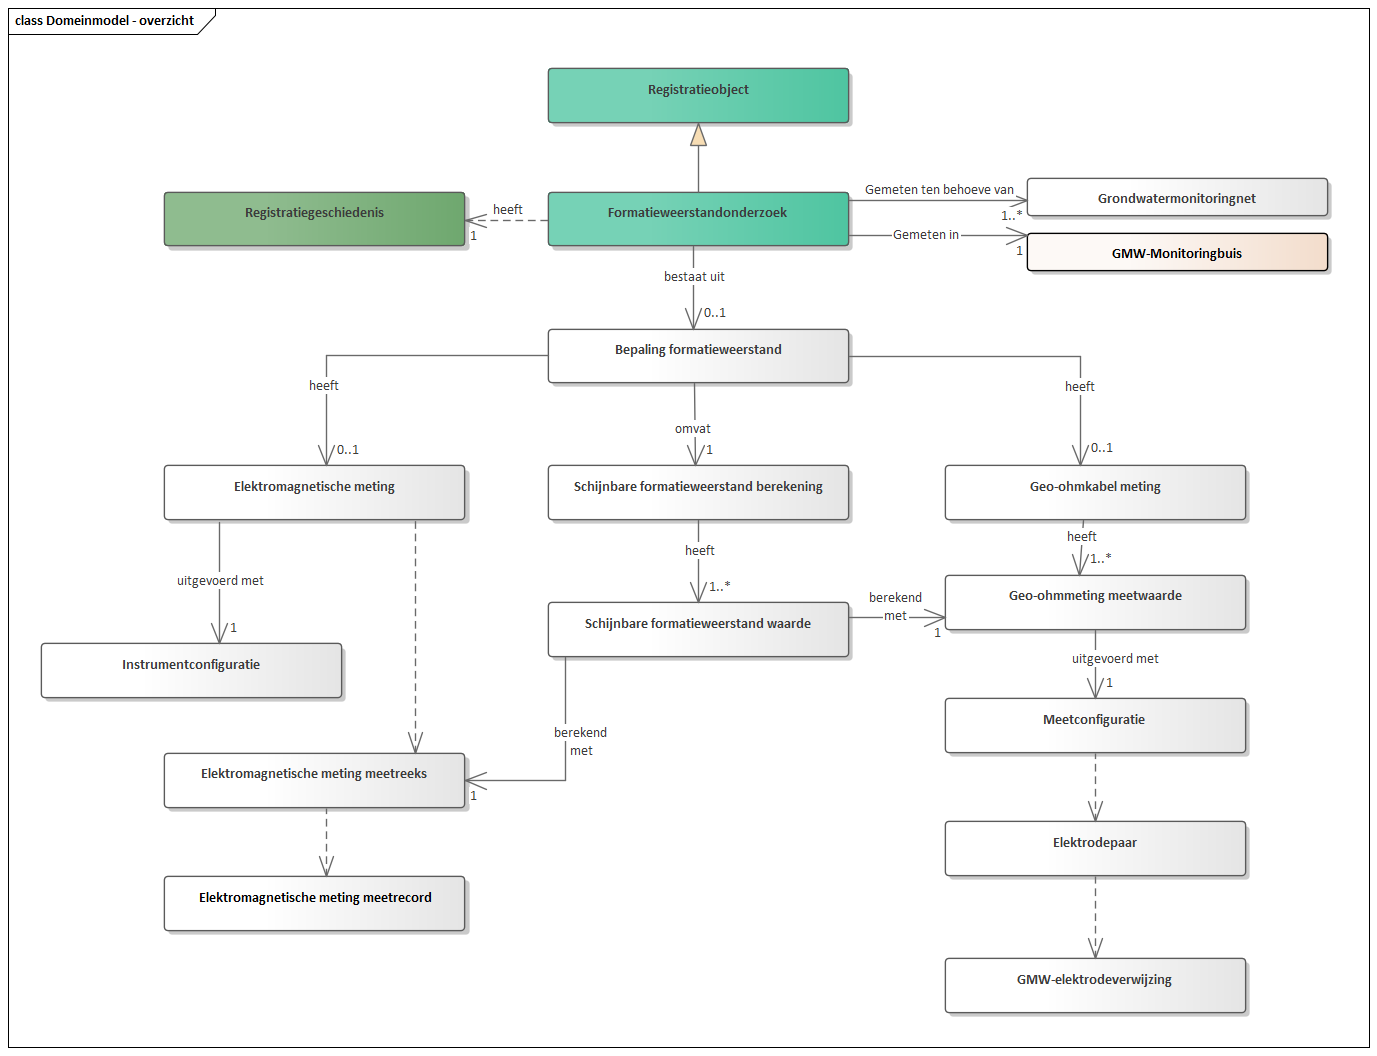 class Domeinmodel - overzicht
Registratieobject
Registratiegeschiedenis
heeft
1
Formatieweerstandonderzoek
Gemeten ten behoeve van
1..*
Grondwatermonitoringnet
Gemeten in
1
GMW-Monitoringbuis
bestaat uit
0..1
Bepaling formatieweerstand
heeft
0..1
omvat
1
heeft
0..1
Elektromagnetische meting
Schijnbare formatieweerstand berekening
Geo-ohmkabel meting
heeft
1..*
heeft
1..*
uitgevoerd met
1
Geo-ohmmeting meetwaarde
Schijnbare formatieweerstand waarde
berekend
met
1
Instrumentconfiguratie
uitgevoerd met
1
Meetconfiguratie
berekend
met
1
Elektromagnetische meting meetreeks
Elektrodepaar
Elektromagnetische meting meetrecord
GMW-elektrodeverwijzing